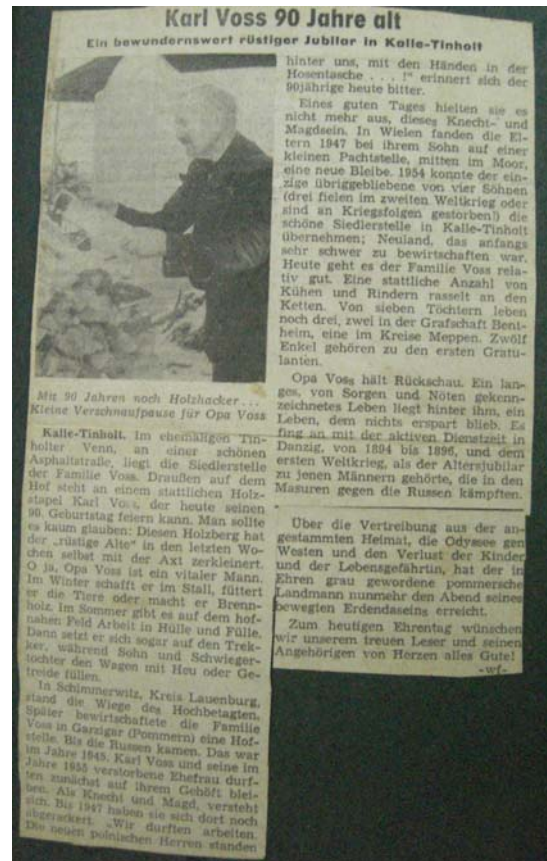 Karl Voss 90 Jahre alt
Ein bewundernswert rüstiger Jubilar in Kalle-Tinholt
Mit 90 Jahren noch Holzhacker . . .
Kleine Verschnaufpause für Opa Voss
Kalle-Tinholt. Im ehemaligen Tin-
holter Venn, an einer schönen
Asphaltstraße, liegt die Siedlerstelle
der Familie Voss. Draußen auf dem
Hof steht an einem stattlichen Holz-
stapel Karl Voss, der heute seinen
90. Geburtstag feiern kann. Man sollte
es kaum glauben: Diesen Holzberg hat
der „rüstige Alte" in den letzten Wo-
chen selbst mit der Axt zerkleinert.
O ja, Opa Voss ist ein vitaler Mann.
Im Winter schafft er im Stall, füttert
er die Tiere oder macht er Brenn-
holz. Im Sommer gibt es auf dem hof-
nahen Feld Arbeit in Hülle und Fülle.
Dann setzt er sich sogar auf den Trek-
ker, während Sohn und Schwieger-
tochter den Wagen mit Heu oder Ge-
treide füllen.
In Schimmerwitz, Kreis Lauenburg,
stand die Wiege des Hochbetagten.
Später bewirtschaftete die Familie
Voss in Garzigar (Pommern) eine Hof-
stelle. Bis die Russen kamen. Das war
im Jahre 1945. Karl Voss und seine im
Jahre 1955 verstorbene Ehefrau durf-
ten zunächst auf ihrem Gehöft blei-
ben. Als Knecht und Magd, versteht
sich. Bis 1947 haben sie sich dort noch
abgerackert. „Wir durften arbeiten.
Die neuen polnischen Herren standen
hinter uns, mit den Händen in der
Hosentasche . . . !" erinnert sich der
90jährige heute bitter.
Eines guten Tages hielten sie es
nicht mehr aus, dieses Knecht- und
Magdsein. In Wielen fanden die El-
tern 1947 bei ihrem Sohn auf einer
kleinen Pachtstelle, mitten im Moor,
eine neue Bleibe. 1954 konnte der ein-
zige übriggebliebene von vier Söhnen
(drei fielen im zweiten Weltkrieg oder
sind an Kriegsfolgen gestorben!) die
schöne Siedlerstelle in Kalle-Tinholt
übernehmen; Neuland, das anfangs
sehr schwer zu bewirtschaften war.
Heute geht es der Familie Voss rela-
tiv gut. Eine stattliche Anzahl von
Kühen und Rindern rasselt an den
Ketten. Von sieben Töchtern leben
noch drei, zwei in der Grafschaft Bent-
heim, eine im Kreise Meppen. Zwölf
Enkel gehören zu den ersten Gratu-
lanten.
Opa Voss hält Rückschau. Ein lan-
ges, von Sorgen und Nöten gekenn-
zeichnetes Leben liegt hinter ihm, ein
Leben, dem nichts erspart blieb. Es
fing an mit der aktiven Dienstzeit in
Danzig, von 1894 bis 1896, und dem
ersten Weltkrieg, als der Altersjubilar
zu jenen Männern gehörte, die in den
Masuren gegen die Russen kämpften.
Über die Vertreibung aus der an-
gestammten Heimat, die Odyssee gen
Westen und den Verlust der Kinder
und der Lebensgefährtin, hat der in
Ehren grau gewordene pommersche
Landmann nunmehr den Abend seines
bewegten Erdendaseins erreicht.
Zum heutigen Ehrentag wünschen
wir unserem treuen Leser und seinen
Angehörigen von Herzen alles Gute!
-wf-